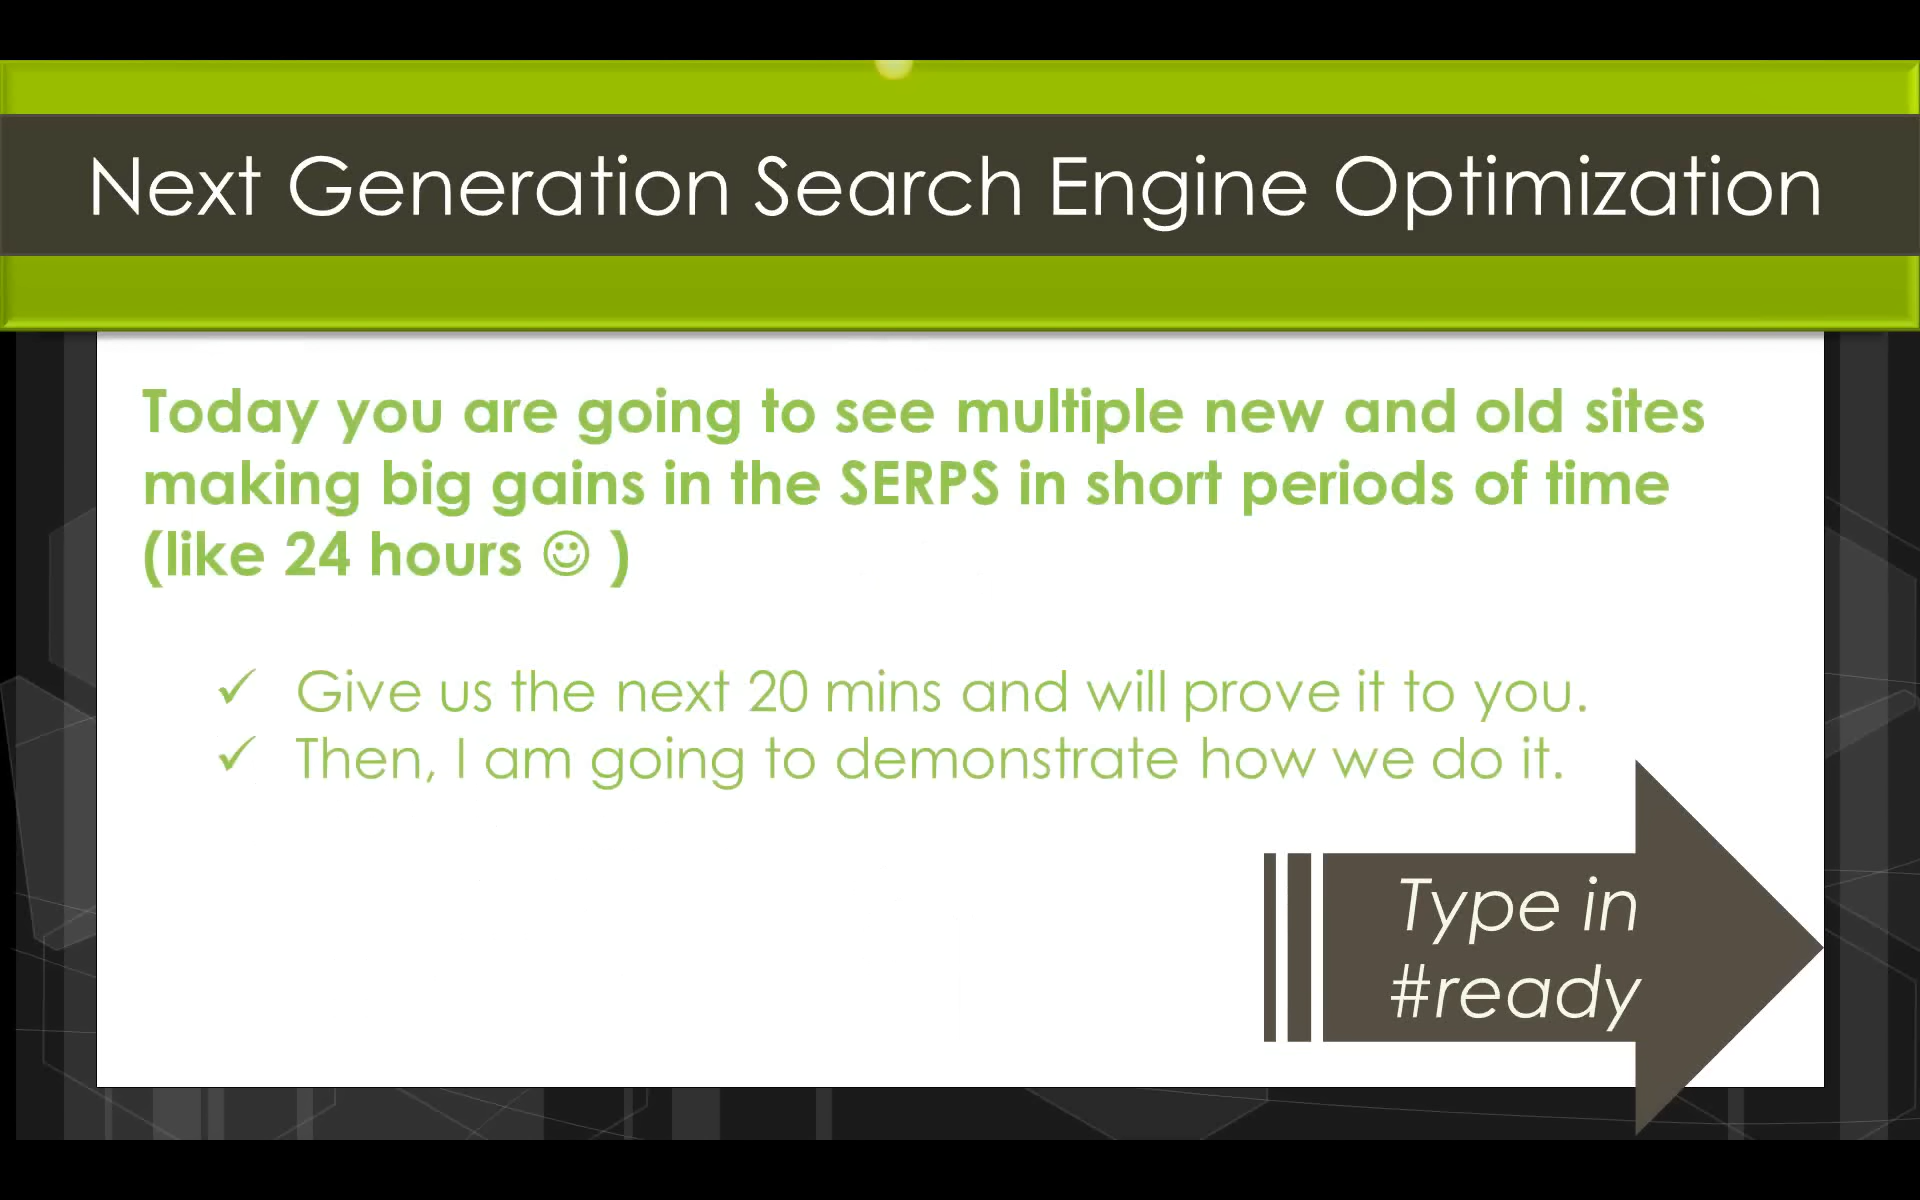 Next Generation Search Engine Optimization
Today you are going to see multiple new and old sites
making big gains in the SERPS in short periods of time
(like 24 hours ☺ )
✓ Give us the next 20 mins and will prove it to you.
✓ Then, I am going to demonstrate how we do it.
Type in
#ready